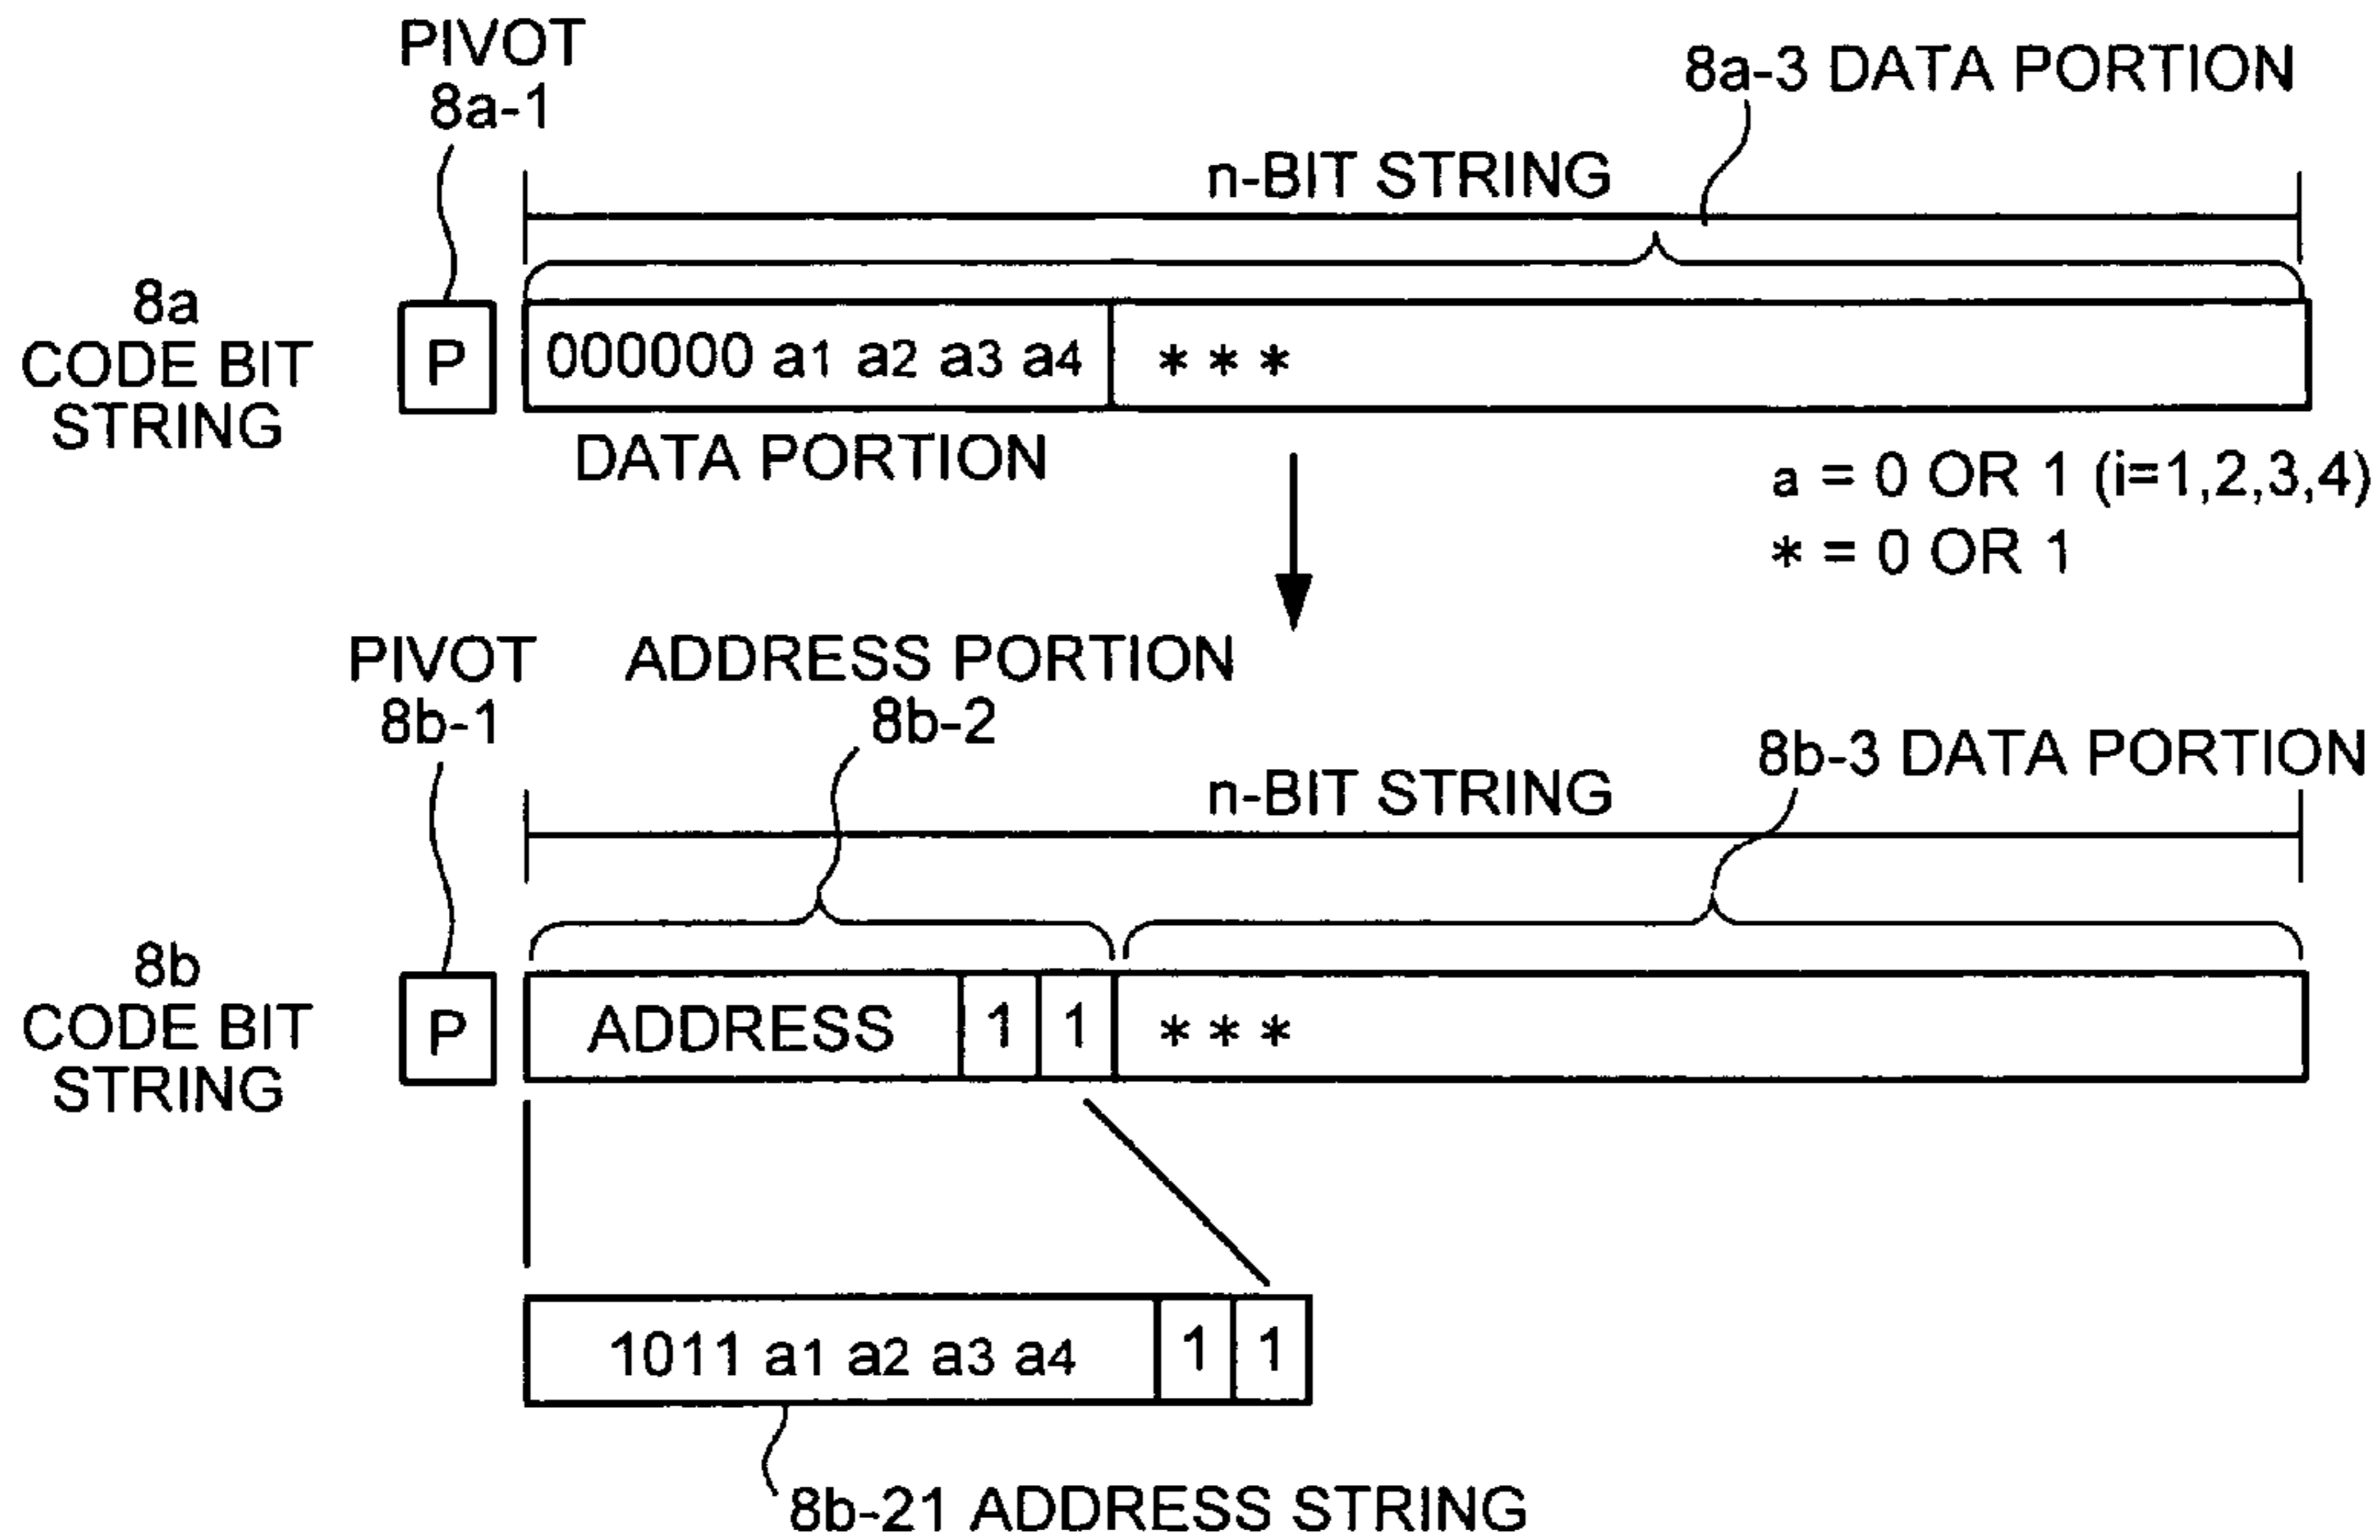 PIVOT
8a-1
8a-3 DATA PORTION
n-BIT STRING
8a
CODE BIT
STRING
P
000000 a1 a2 a3 a4
* * *
DATA PORTION
a = 0 OR 1 (i=1,2,3,4)
* = 0 OR 1
PIVOT
8b-1
ADDRESS PORTION
8b-2
8b-3 DATA PORTION
n-BIT STRING
8b
CODE BIT
STRING
P
ADDRESS
1
1
* * *
1011 a1 a2 a3 a4
1
1
8b-21 ADDRESS STRING